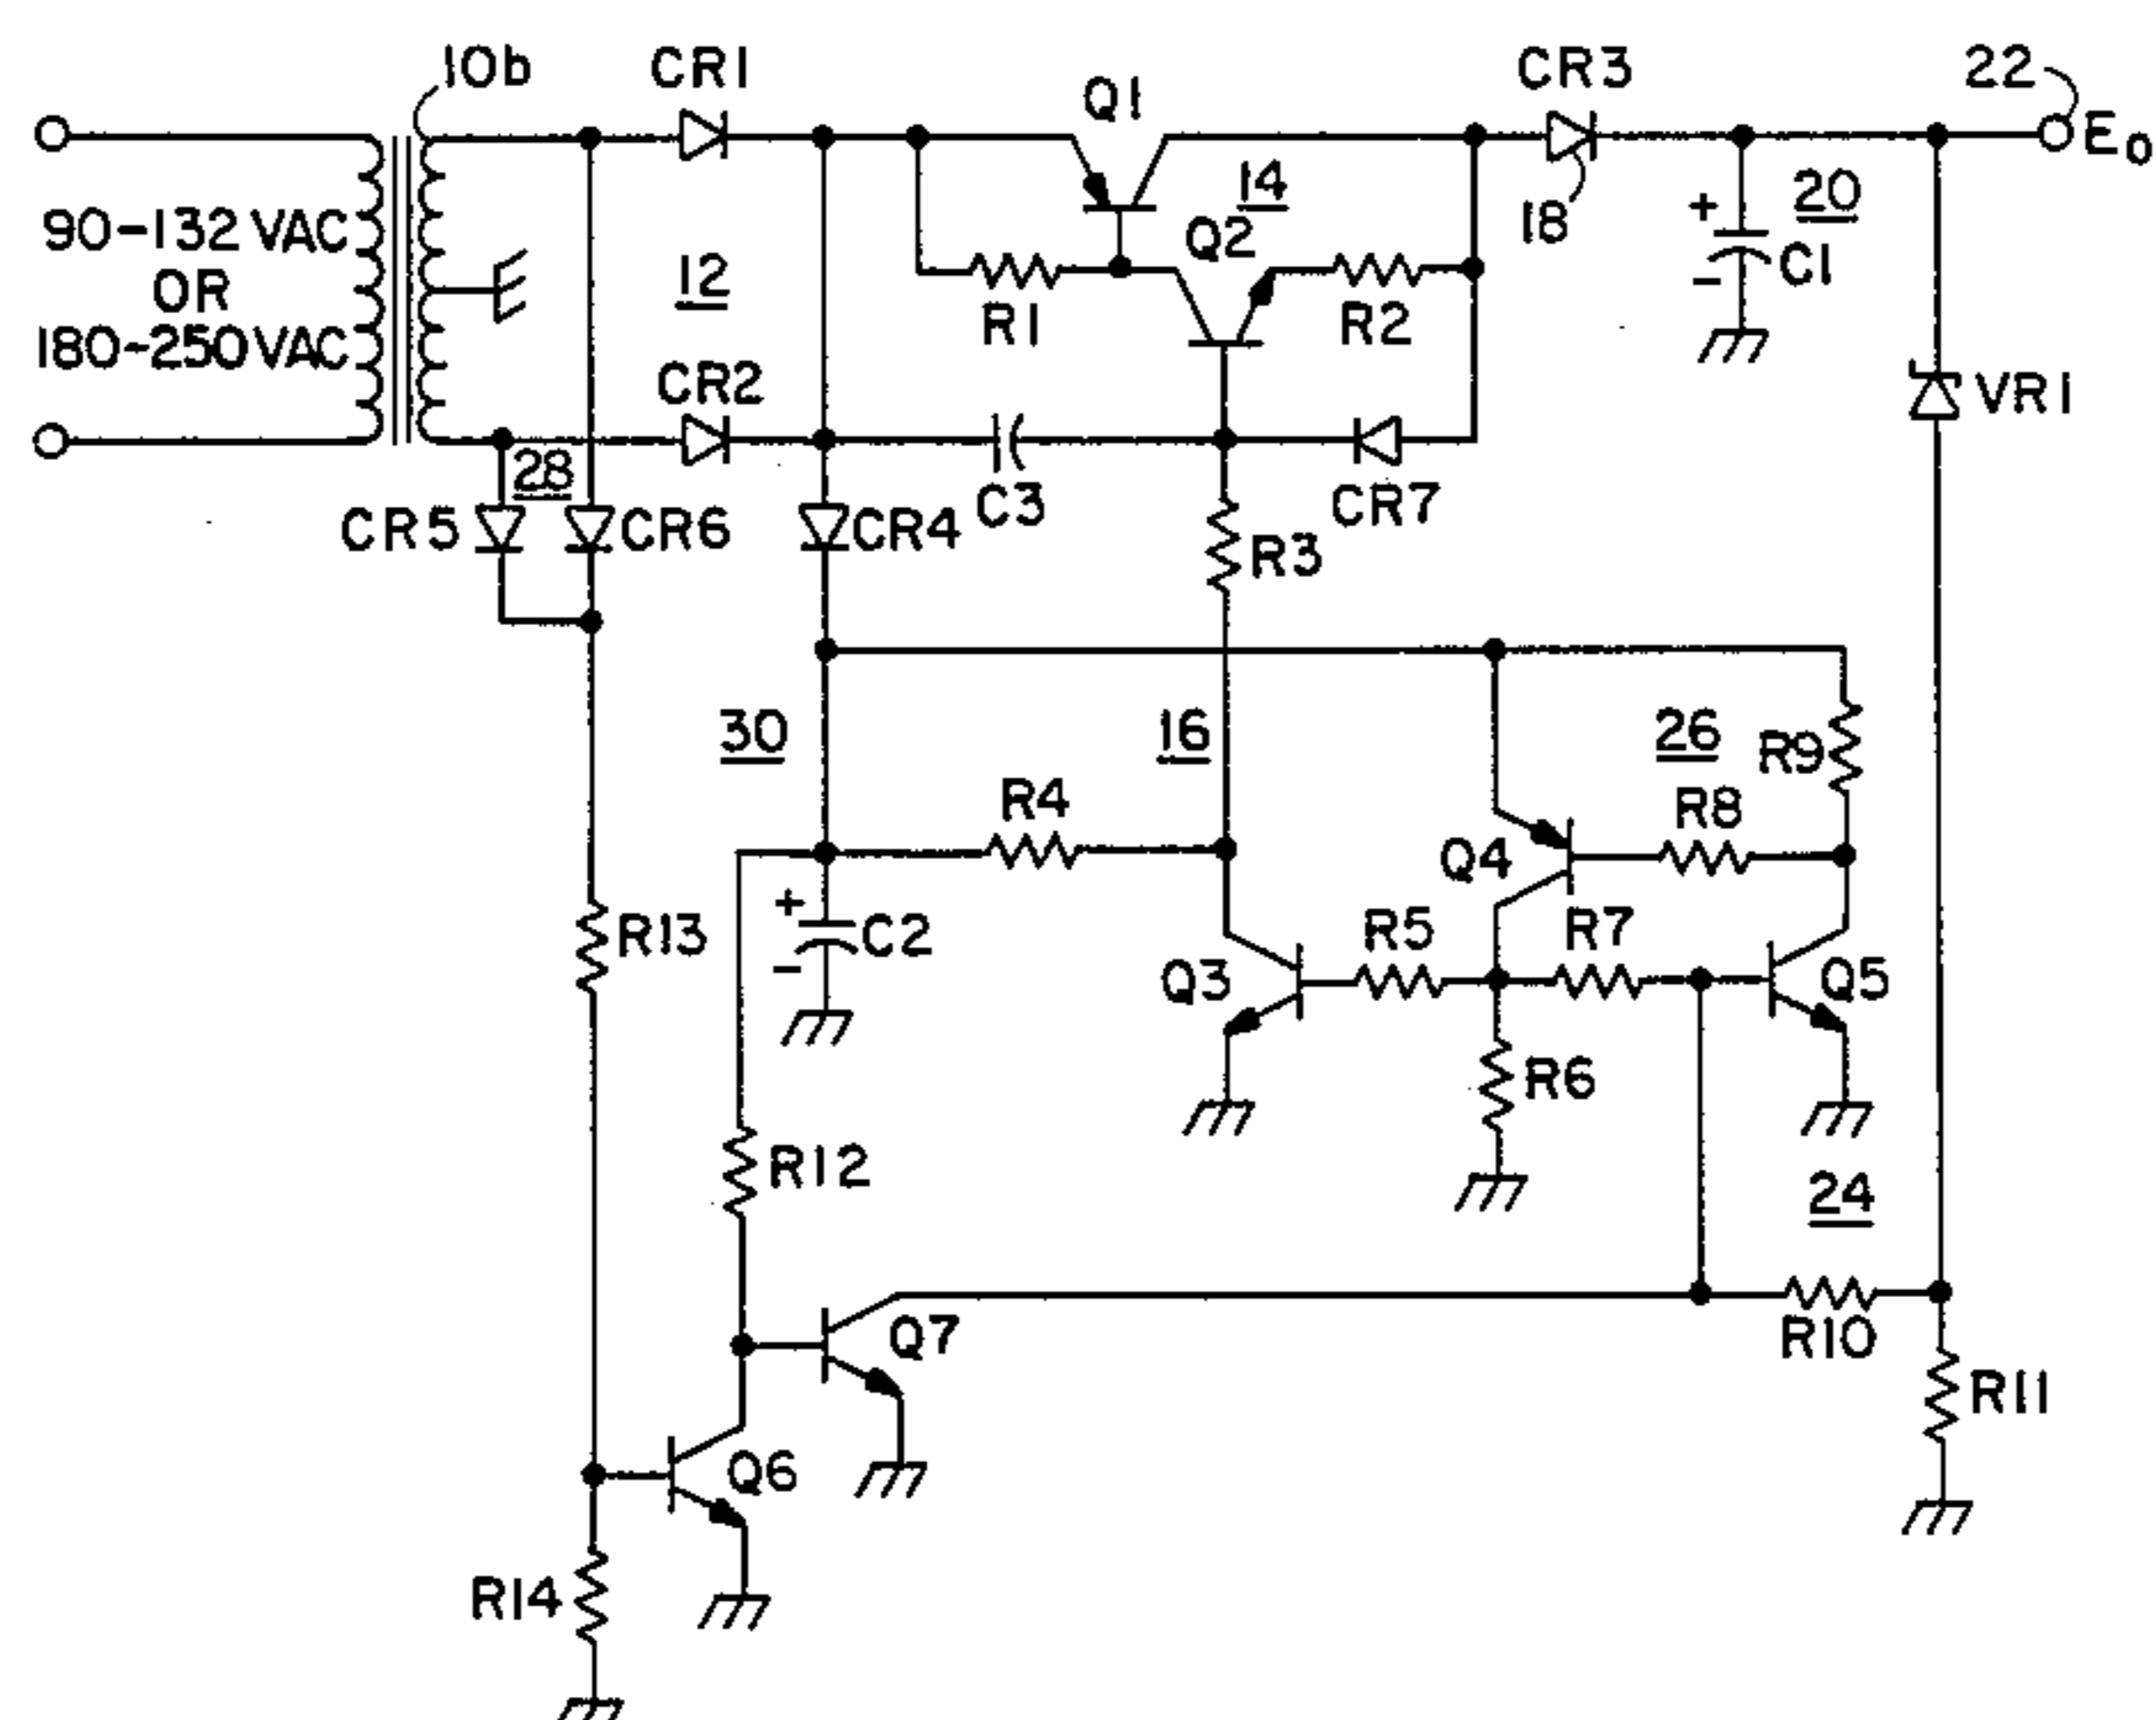 10b
CR1
Q1
CR3
22
Eo
90-132 VAC
OR
180-250VAC
12
14
Q2
18
20
+
C1
-
R1
R2
CR2
VR1
28
C3
CR7
CR5
CR6
CR4
R3
30
16
26
R9
R4
R8
Q4
+
C2
-
R13
R5
R7
Q3
Q5
R6
R12
24
Q7
R10
R11
Q6
R14